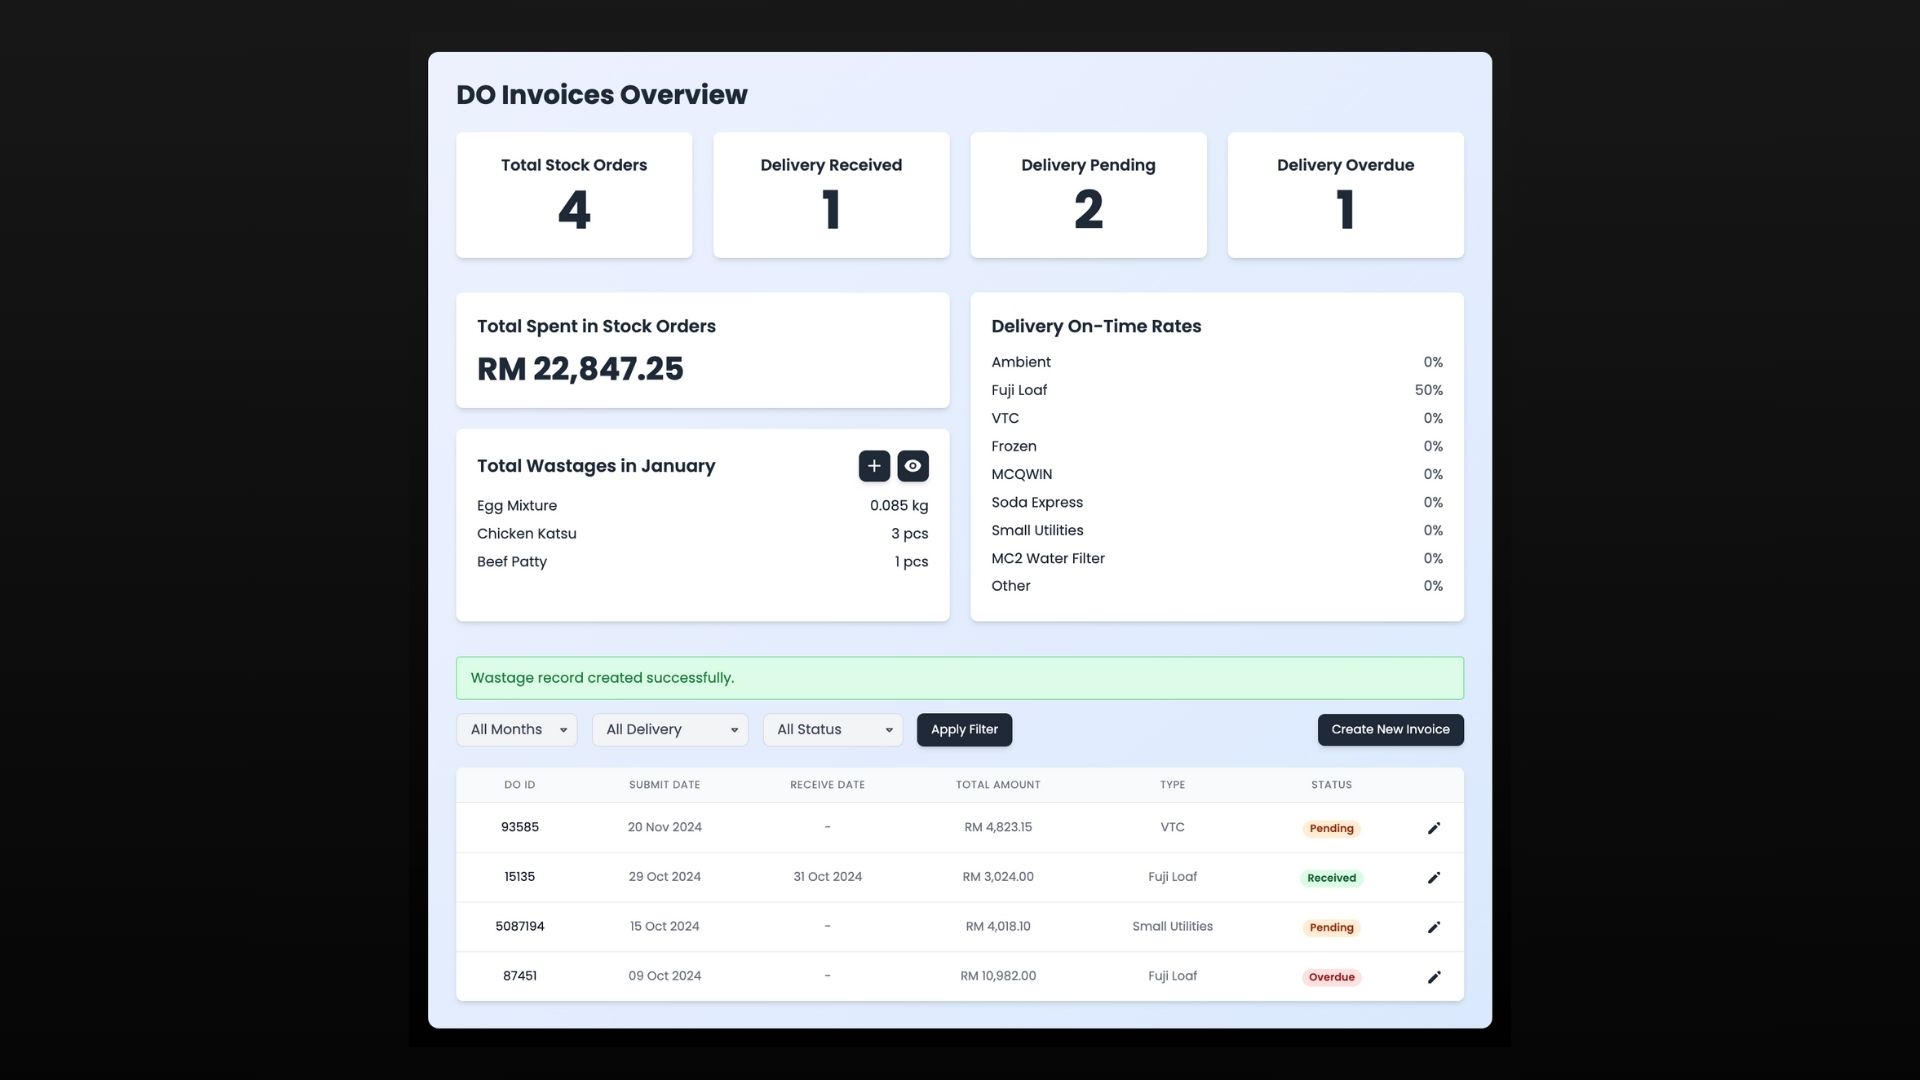 DO Invoices Overview
Total Stock Orders
4
Delivery Received
1
Delivery Pending
2
Delivery Overdue
1
Total Spent in Stock Orders
RM 22,847.25
Total Wastages in January
Egg Mixture 0.085 kg
Chicken Katsu 3 pcs
Beef Patty 1 pcs
Delivery On-Time Rates
Ambient 0%
Fuji Loaf 50%
VTC 0%
Frozen 0%
MCQWIN 0%
Soda Express 0%
Small Utilities 0%
MC2 Water Filter 0%
Other 0%
Wastage record created successfully.
All Months All Delivery All Status Apply Filter Create New Invoice
DO ID SUBMIT DATE RECEIVE DATE TOTAL AMOUNT TYPE STATUS
93585 20 Nov 2024 - RM 4,823.15 VTC Pending
15135 29 Oct 2024 31 Oct 2024 RM 3,024.00 Fuji Loaf Received
5087194 15 Oct 2024 - RM 4,018.10 Small Utilities Pending
87451 09 Oct 2024 - RM 10,982.00 Fuji Loaf Overdue